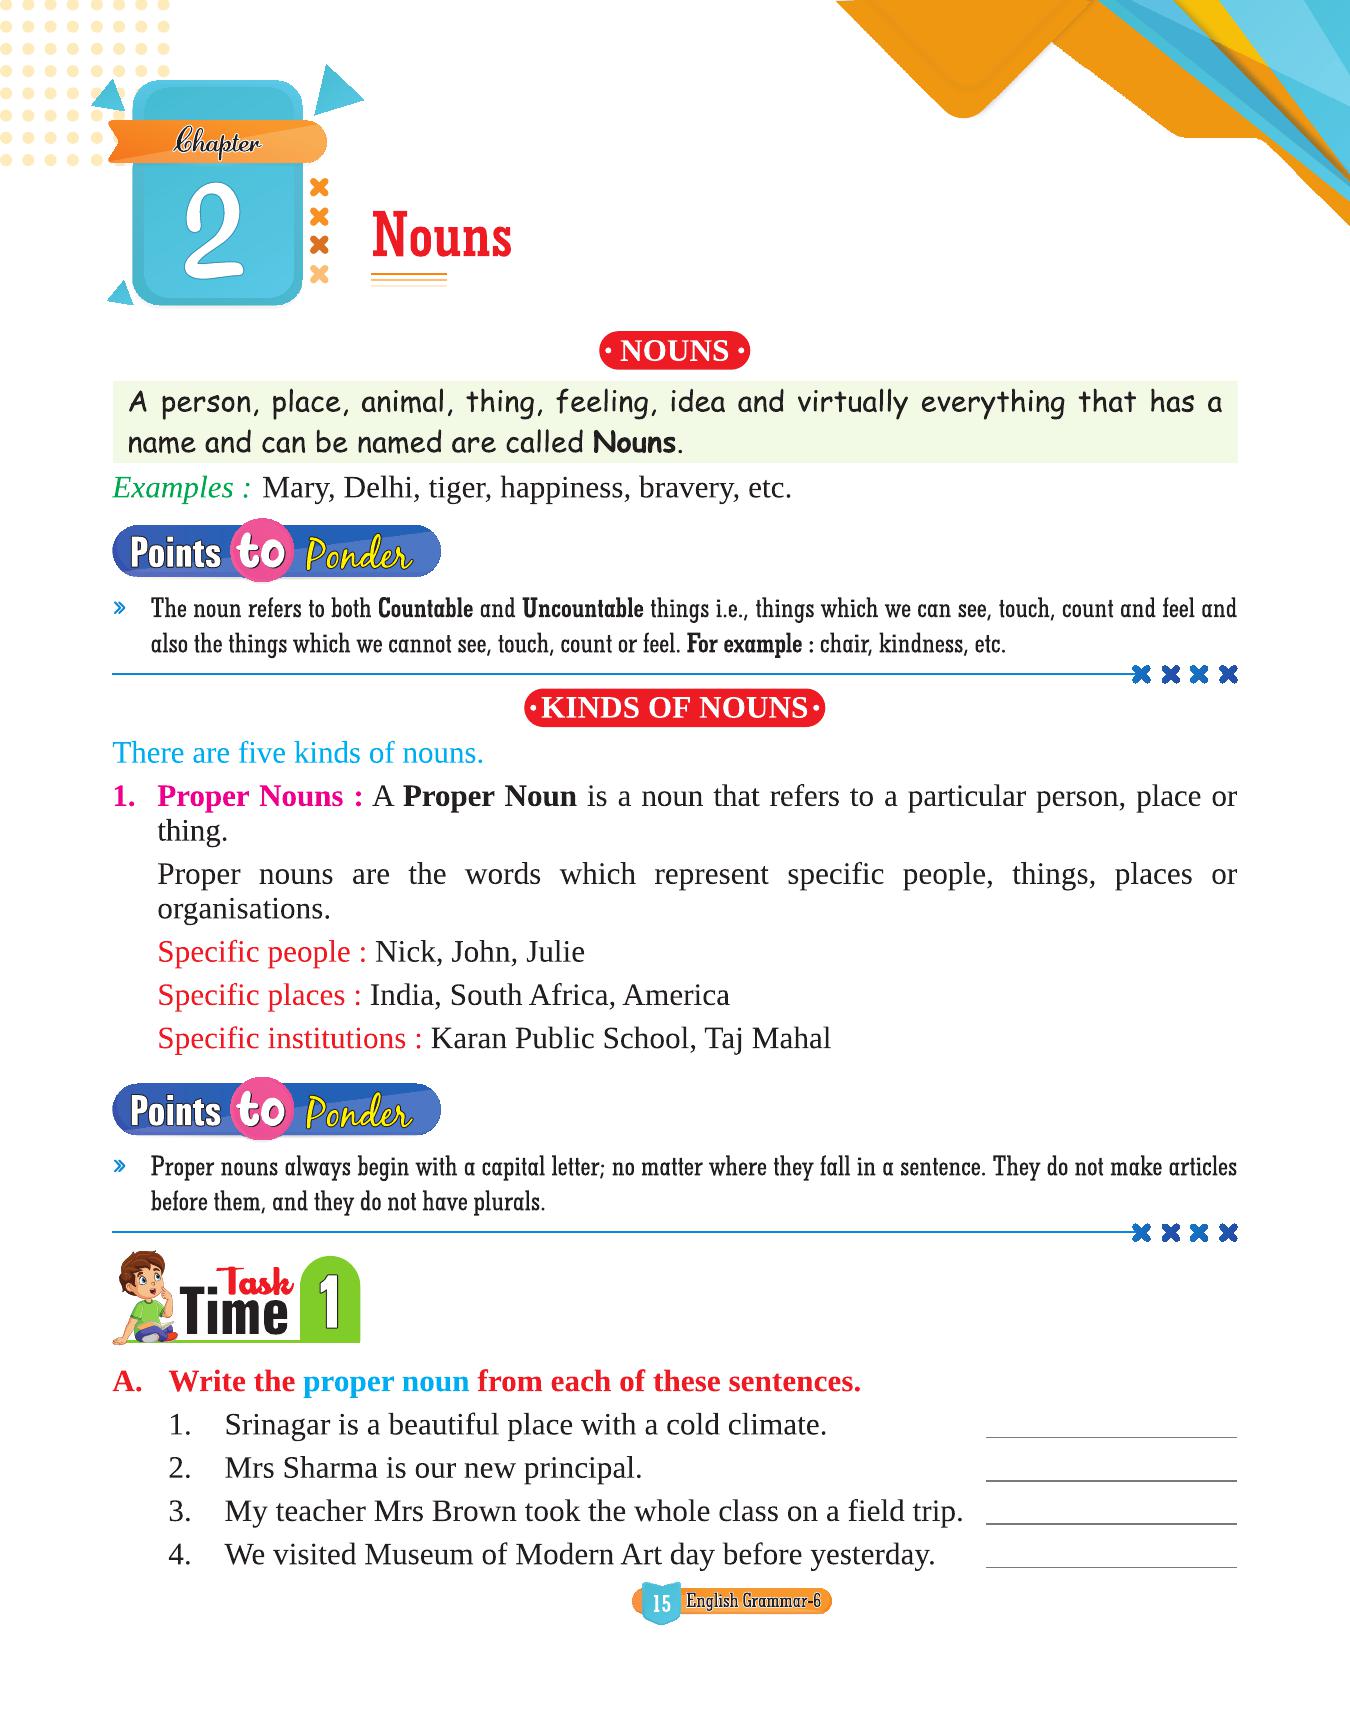 Chapter
2
Nouns
NOUNS
A person, place, animal, thing, feeling, idea and virtually everything that has a
name and can be named are called Nouns.
Examples : Mary, Delhi, tiger, happiness, bravery, etc.
Points to Ponder
» The noun refers to both Countable and Uncountable things i.e., things which we can see, touch, count and feel and
also the things which we cannot see, touch, count or feel. For example : chair, kindness, etc.
KINDS OF NOUNS
There are five kinds of nouns.
1. Proper Nouns : A Proper Noun is a noun that refers to a particular person, place or
thing.
Proper nouns are the words which represent specific people, things, places or
organisations.
Specific people : Nick, John, Julie
Specific places : India, South Africa, America
Specific institutions : Karan Public School, Taj Mahal
Points to Ponder
» Proper nouns always begin with a capital letter; no matter where they fall in a sentence. They do not make articles
before them, and they do not have plurals.
Task
Time 1
A. Write the proper noun from each of these sentences.
1. Srinagar is a beautiful place with a cold climate.
2. Mrs Sharma is our new principal.
3. My teacher Mrs Brown took the whole class on a field trip.
4. We visited Museum of Modern Art day before yesterday.
15 English Grammar-6